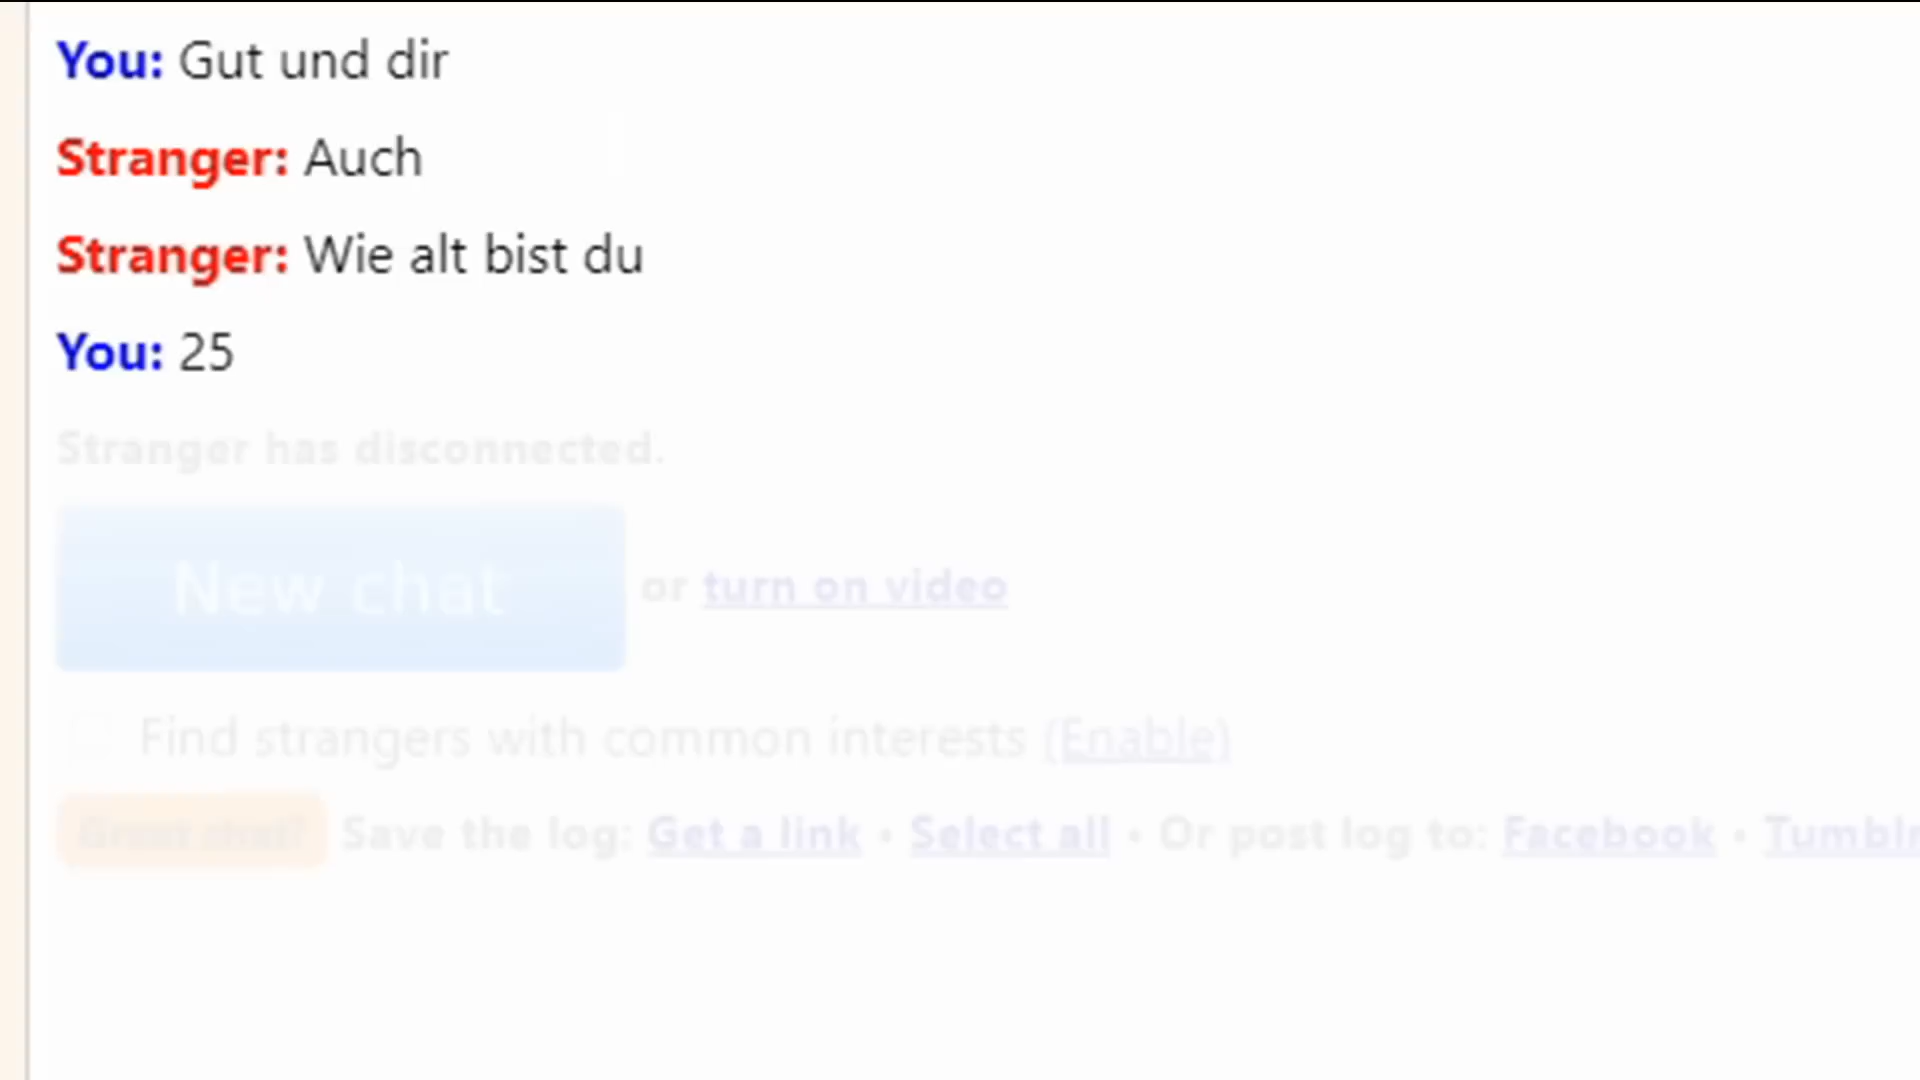 You: Gut und dir
Stranger: Auch
Stranger: Wie alt bist du
You: 25
Stranger has disconnected.
New chat or turn on video
Find strangers with common interests (Enable)
Great chat? Save the log: Get a link • Select all • Or post log to: Facebook • Tumblr